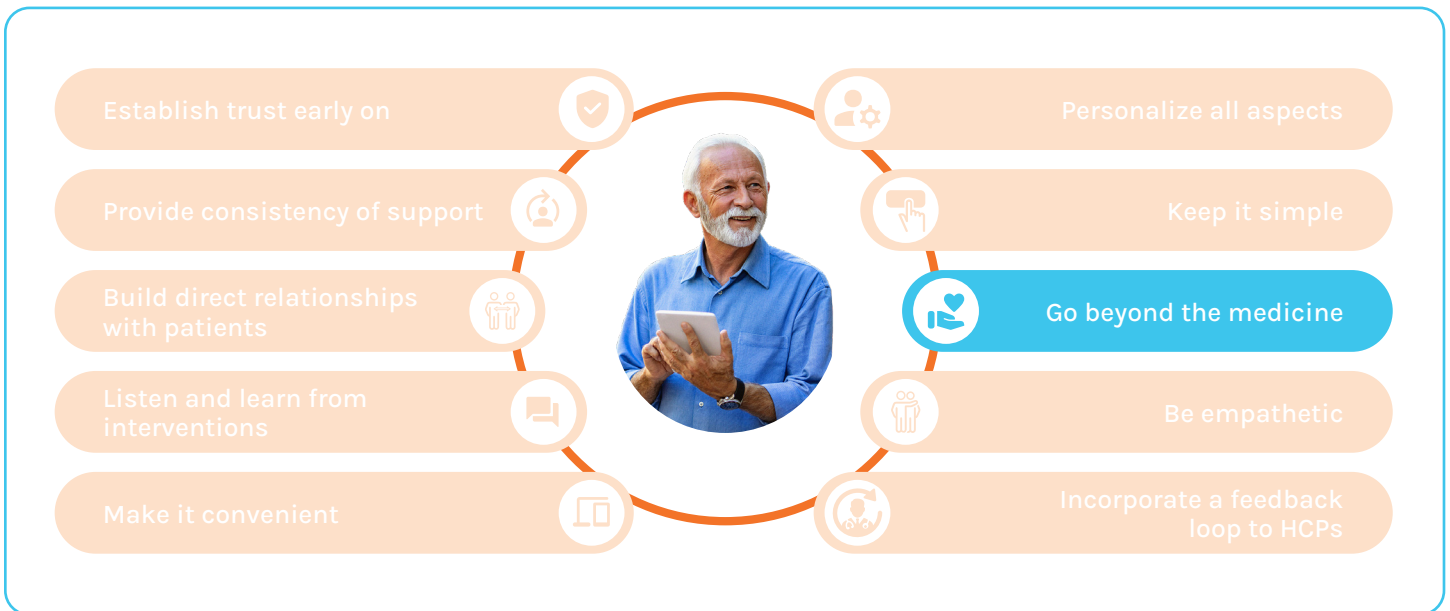 Establish trust early on
Provide consistency of support
Build direct relationships
with patients
Listen and learn from
interventions
Make it convenient
Personalize all aspects
Keep it simple
Go beyond the medicine
Be empathetic
Incorporate a feedback
loop to HCPs